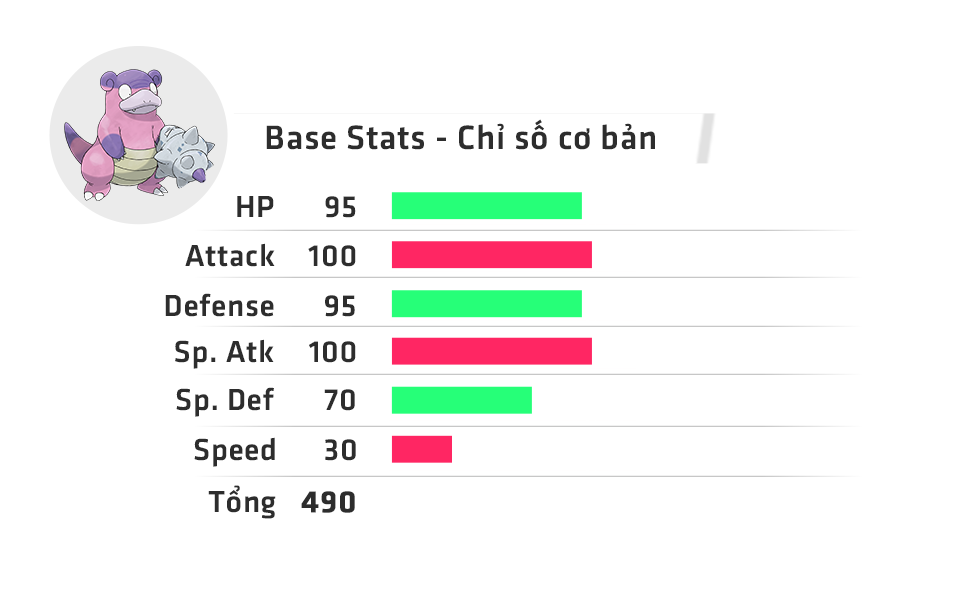 Base Stats - Chỉ số cơ bản
HP 95
Attack 100
Defense 95
Sp. Atk 100
Sp. Def 70
Speed 30
Tổng 490